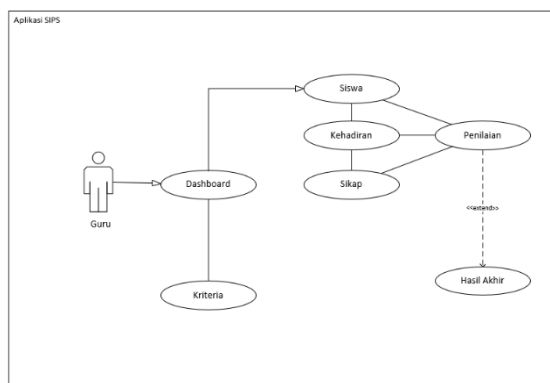 Aplikasi SIPS
Siswa
Kehadiran
Penilaian
Dashboard
Sikap
Guru
<<extend>>
Kriteria
Hasil Akhir